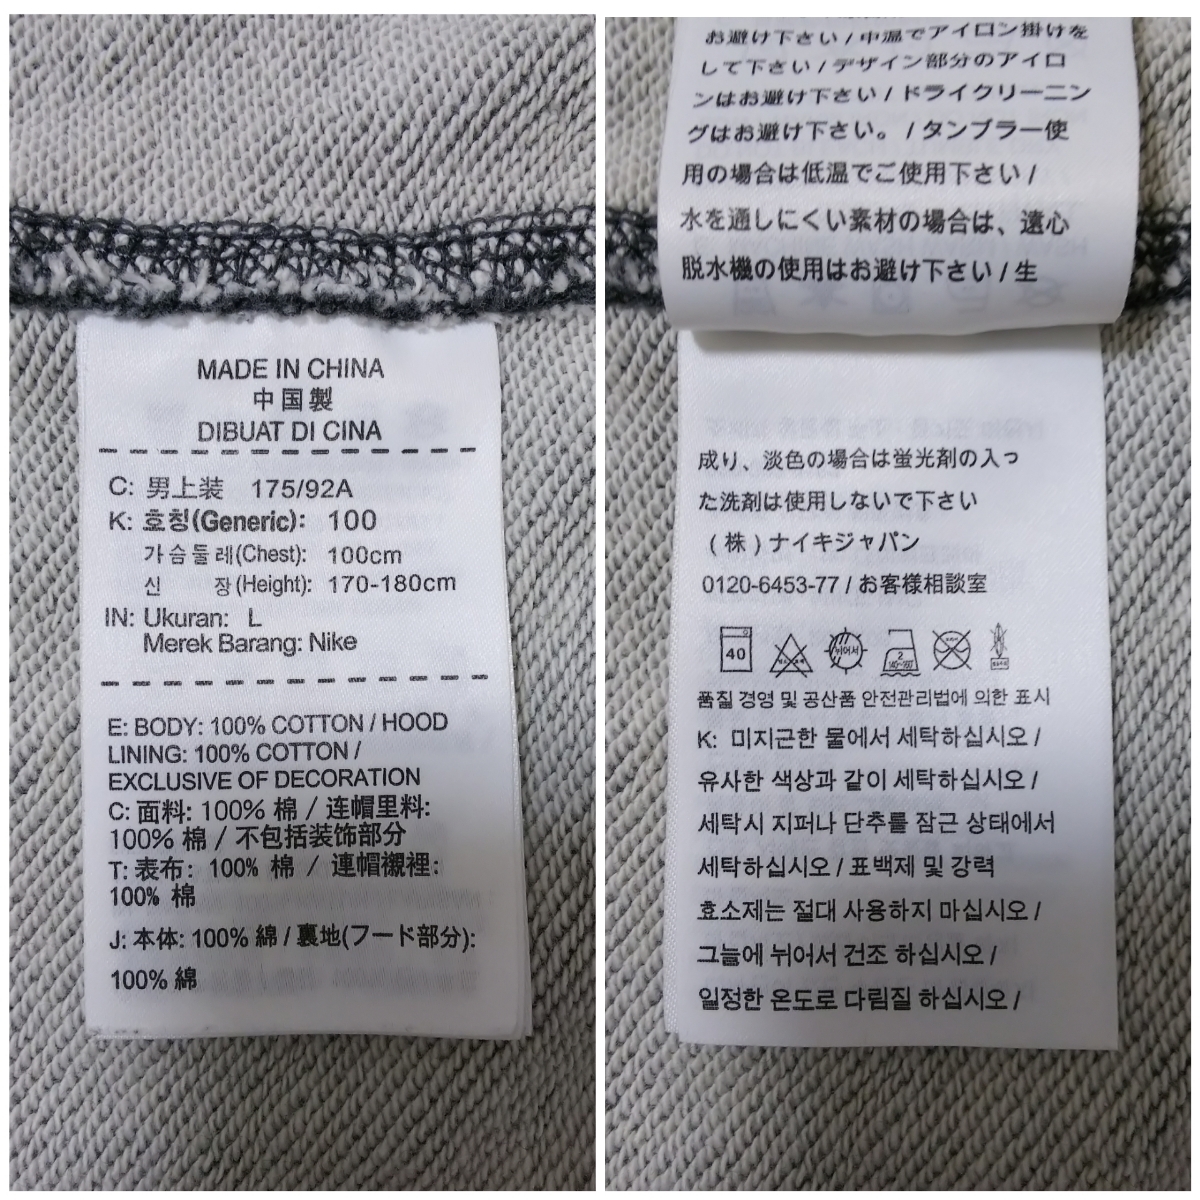 MADE IN CHINA
中国製
DIBUAT DI CINA
C: 男上装 175/92A
K: 호칭(Generic): 100
가슴둘레(Chest): 100cm
신 장(Height): 170-180cm
IN: Ukuran: L
Merek Barang: Nike
E: BODY: 100% COTTON / HOOD
LINING: 100% COTTON /
EXCLUSIVE OF DECORATION
C: 面料: 100% 棉 / 连帽里料:
100% 棉 / 不包括装饰部分
T: 表布: 100% 棉 / 連帽襯裡:
100% 棉
J: 本体: 100% 綿 / 裏地(フード部分):
100% 綿
お避け下さい / 中温でアイロン掛けを
して下さい / デザイン部分のアイロ
ンはお避け下さい / ドライクリーニン
グはお避け下さい。 / タンブラー使
用の場合は低温でご使用下さい /
水を通しにくい素材の場合は、遠心
脱水機の使用はお避け下さい / 生
成り、淡色の場合は蛍光剤の入っ
た洗剤は使用しないで下さい
(株)ナイキジャパン
0120-6453-77 / お客様相談室
40
뉘어서
2
품질 경영 및 공산품 안전관리법에 의한 표시
K: 미지근한 물에서 세탁하십시오 /
유사한 색상과 같이 세탁하십시오 /
세탁시 지퍼나 단추를 잠근 상태에서
세탁하십시오 / 표백제 및 강력
효소제는 절대 사용하지 마십시오 /
그늘에 뉘어서 건조 하십시오 /
일정한 온도로 다림질 하십시오 /